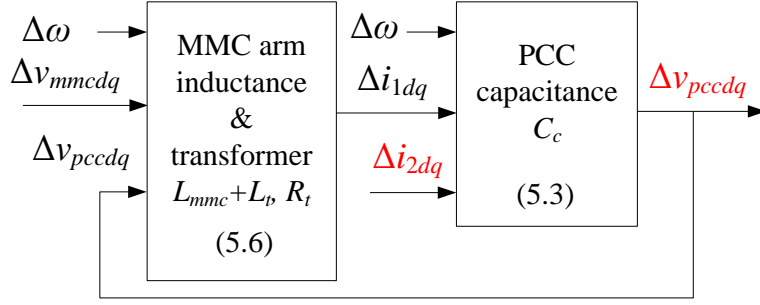 Δω
Δv_mmcdq
Δv_pccdq
MMC arm
inductance
&
transformer
L_mmc+L_t, R_t
(5.6)
Δω
Δi_1dq
Δi_2dq
PCC
capacitance
C_c
(5.3)
Δv_pccdq